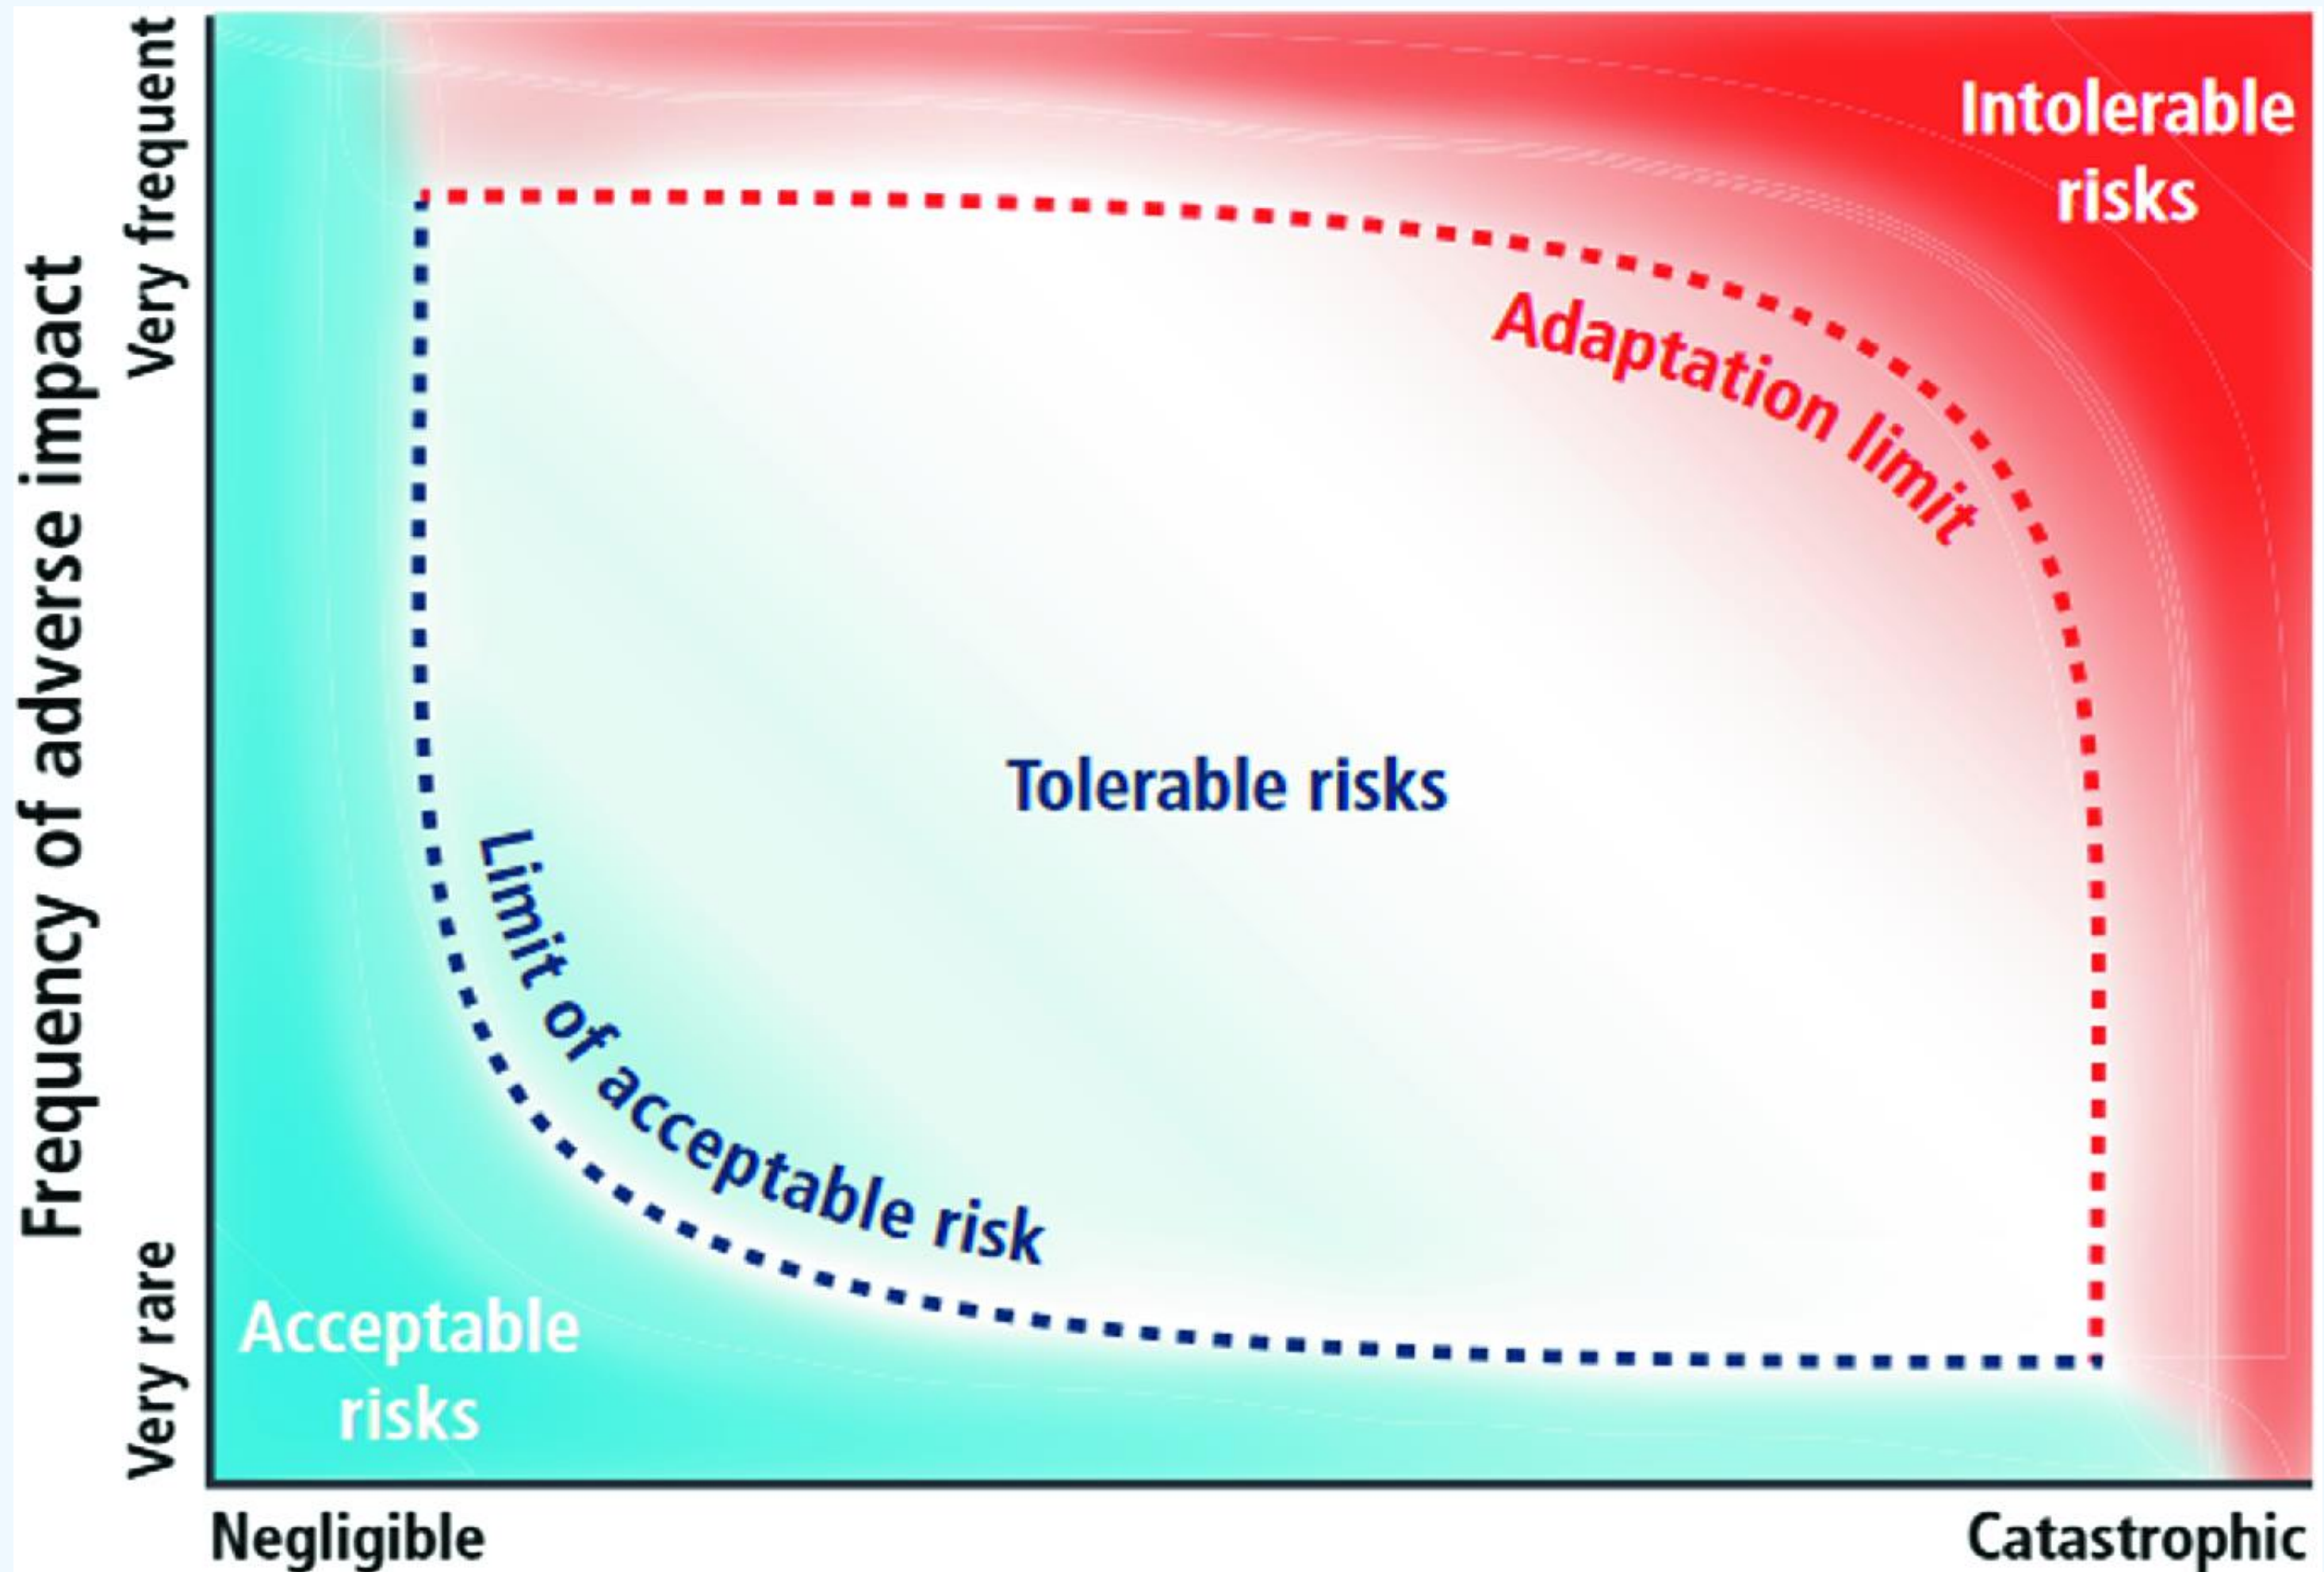 Frequency of adverse impact
Very frequent
Very rare
Intolerable
risks
Adaptation limit
Tolerable risks
Limit of acceptable risk
Acceptable
risks
Negligible
Catastrophic